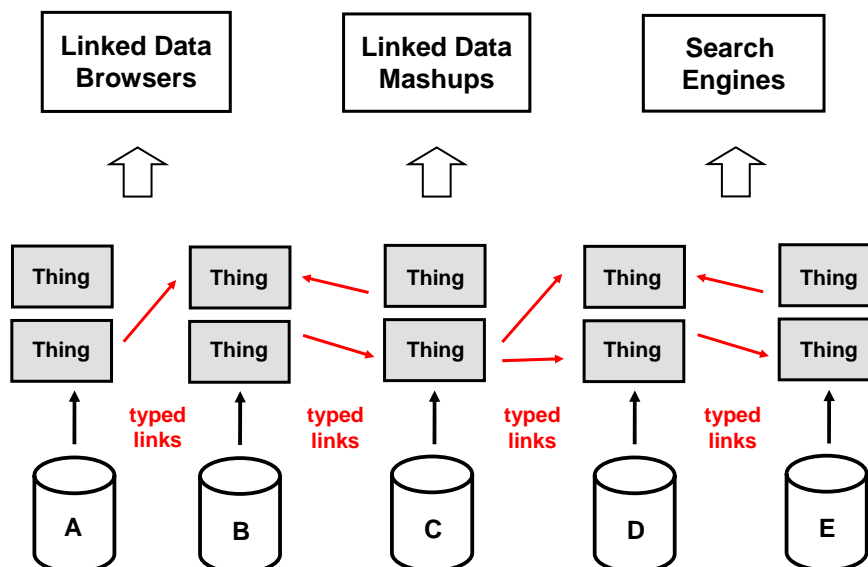 Linked Data
Browsers
Linked Data
Mashups
Search
Engines
Thing
Thing
Thing
Thing
Thing
Thing
Thing
Thing
Thing
Thing
typed
links
typed
links
typed
links
typed
links
A
B
C
D
E